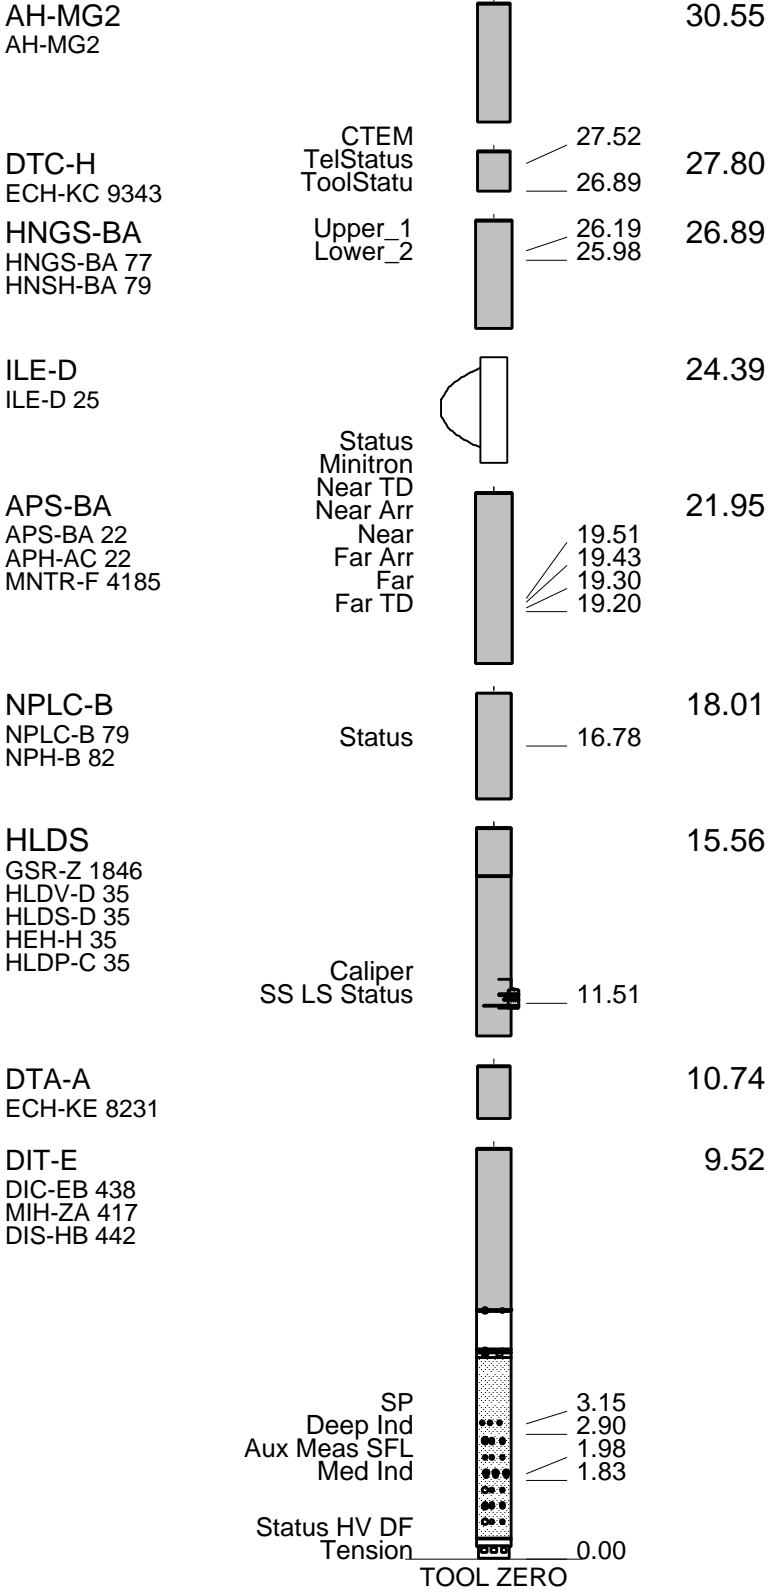 AH-MG2 30.55
AH-MG2
CTEM 27.52
DTC-H TelStatus 27.80
ECH-KC 9343 ToolStatu 26.89
HNGS-BA Upper_1 26.19 26.89
HNGS-BA 77 Lower_2 25.98
HNSH-BA 79
ILE-D 24.39
ILE-D 25
Status
Minitron
Near TD
APS-BA Near Arr 21.95
APS-BA 22 Near 19.51
APH-AC 22 Far Arr 19.43
MNTR-F 4185 Far 19.30
Far TD 19.20
NPLC-B 18.01
NPLC-B 79 Status 16.78
NPH-B 82
HLDS 15.56
GSR-Z 1846
HLDV-D 35
HLDS-D 35
HEH-H 35
HLDP-C 35
Caliper
SS LS Status 11.51
DTA-A 10.74
ECH-KE 8231
DIT-E 9.52
DIC-EB 438
MIH-ZA 417
DIS-HB 442
SP 3.15
Deep Ind 2.90
Aux Meas SFL 1.98
Med Ind 1.83
Status HV DF
Tension 0.00
TOOL ZERO